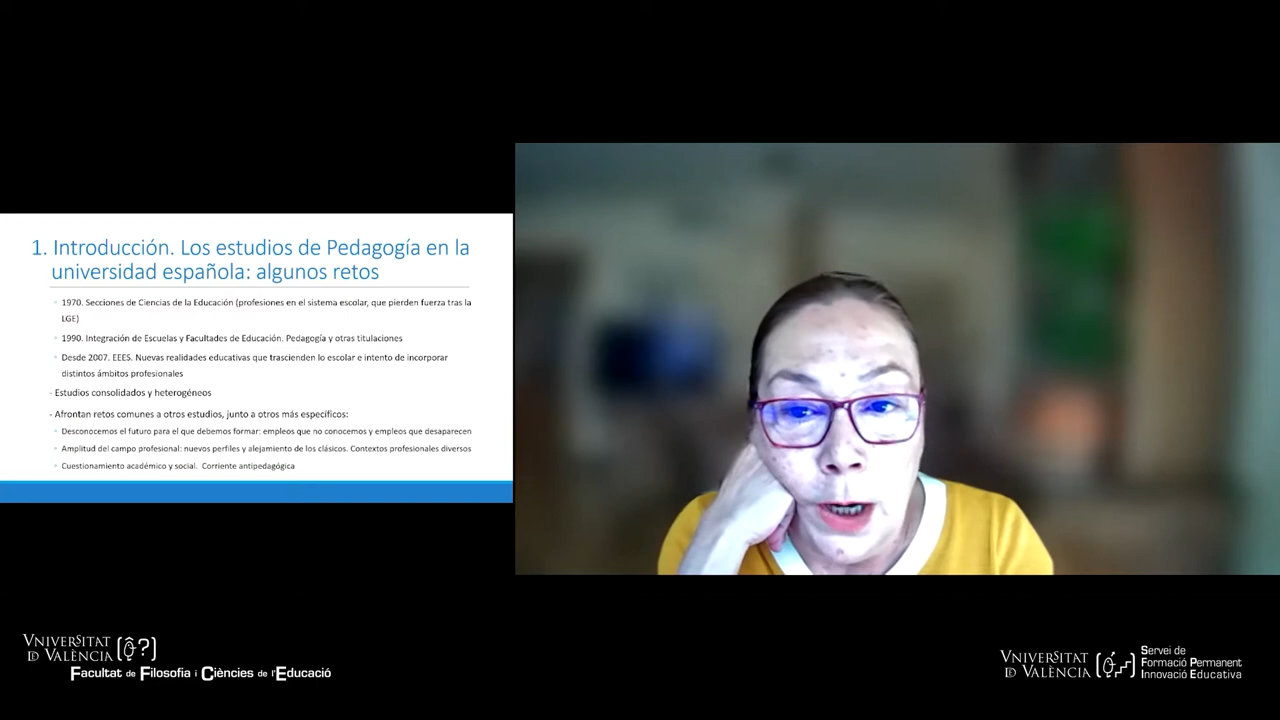 1. Introducción. Los estudios de Pedagogía en la
universidad española: algunos retos
◦ 1970. Secciones de Ciencias de la Educación (profesiones en el sistema escolar, que pierden fuerza tras la
LGE)
◦ 1990. Integración de Escuelas y Facultades de Educación. Pedagogía y otras titulaciones
◦ Desde 2007. EEES. Nuevas realidades educativas que trascienden lo escolar e intento de incorporar
distintos ámbitos profesionales
- Estudios consolidados y heterogéneos
- Afrontan retos comunes a otros estudios, junto a otros más específicos:
◦ Desconocemos el futuro para el que debemos formar: empleos que no conocemos y empleos que desaparecen
◦ Amplitud del campo profesional: nuevos perfiles y alejamiento de los clásicos. Contextos profesionales diversos
◦ Cuestionamiento académico y social. Corriente antipedagógica
VNIVERSITAT
D VALÈNCIA
Facultat de Filosofia i Ciències de l'Educació
VNIVERSITAT
D VALÈNCIA
Servei de
Formació Permanent
Innovació Educativa